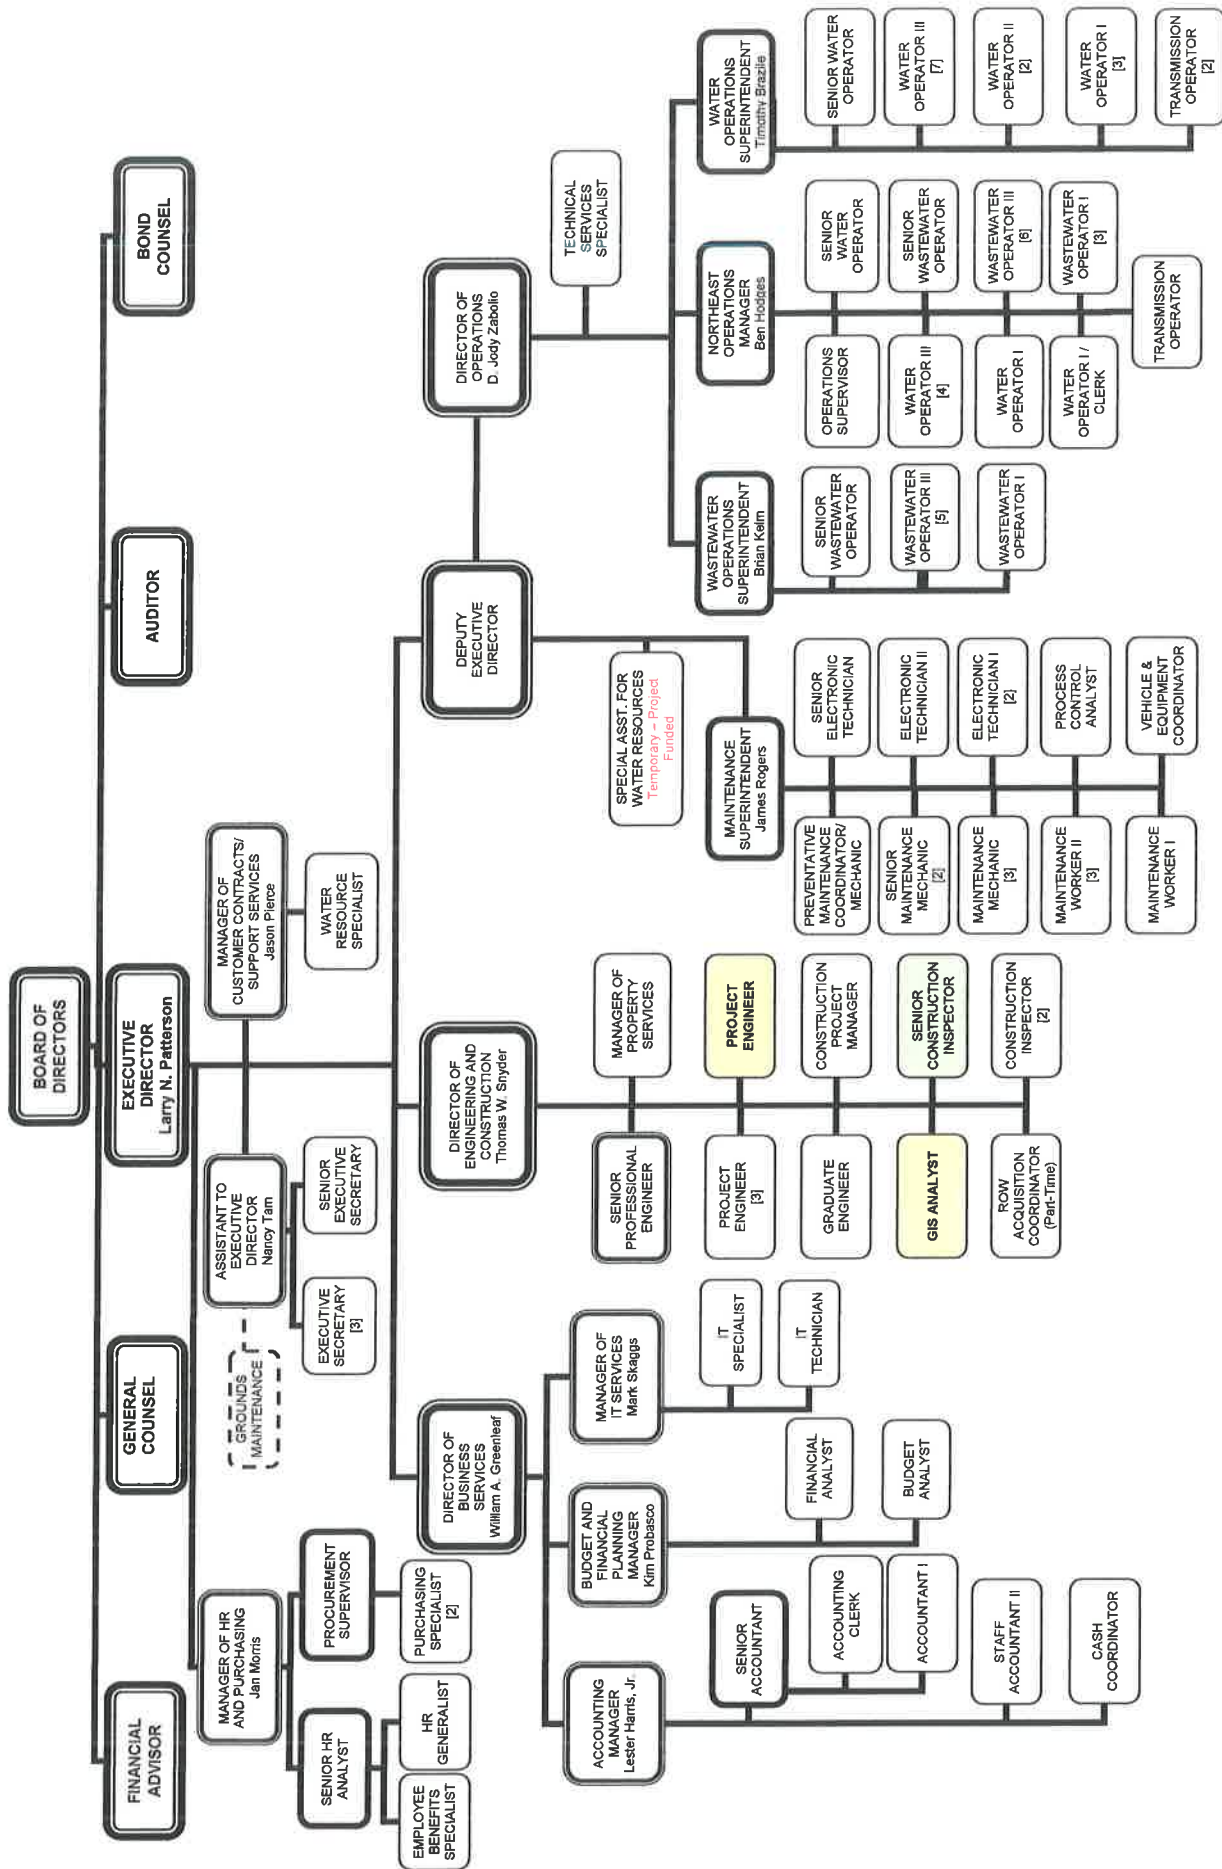 BOARD OF
DIRECTORS
FINANCIAL
ADVISOR
GENERAL
COUNSEL
EXECUTIVE
DIRECTOR
Larry N. Patterson
AUDITOR
BOND
COUNSEL
MANAGER OF HR
AND PURCHASING
Jan Morris
SENIOR HR
ANALYST
PROCUREMENT
SUPERVISOR
EMPLOYEE
BENEFITS
SPECIALIST
HR
GENERALIST
PURCHASING
SPECIALIST
[2]
GROUNDS
MAINTENANCE
ASSISTANT TO
EXECUTIVE
DIRECTOR
Nancy Tam
MANAGER OF
CUSTOMER CONTRACTS/
SUPPORT SERVICES
Jason Pierce
EXECUTIVE
SECRETARY
[3]
SENIOR
EXECUTIVE
SECRETARY
WATER
RESOURCE
SPECIALIST
DIRECTOR OF
BUSINESS
SERVICES
William A. Greenleaf
DIRECTOR OF
ENGINEERING AND
CONSTRUCTION
Thomas W. Snyder
DEPUTY
EXECUTIVE
DIRECTOR
DIRECTOR OF
OPERATIONS
D. Jody Zabolio
ACCOUNTING
MANAGER
Lester Harris, Jr.
BUDGET AND
FINANCIAL
PLANNING
MANAGER
Kim Probasco
MANAGER OF
IT SERVICES
Mark Skaggs
SENIOR
ACCOUNTANT
ACCOUNTING
CLERK
ACCOUNTANT I
STAFF
ACCOUNTANT II
CASH
COORDINATOR
FINANCIAL
ANALYST
BUDGET
ANALYST
IT
SPECIALIST
IT
TECHNICIAN
SENIOR
PROFESSIONAL
ENGINEER
MANAGER OF
PROPERTY
SERVICES
PROJECT
ENGINEER
[3]
PROJECT
ENGINEER
GRADUATE
ENGINEER
CONSTRUCTION
PROJECT
MANAGER
GIS ANALYST
SENIOR
CONSTRUCTION
INSPECTOR
ROW
ACQUISITION
COORDINATOR
(Part-Time)
CONSTRUCTION
INSPECTOR
[2]
SPECIAL ASST. FOR
WATER RESOURCES
Temporary – Project
Funded
MAINTENANCE
SUPERINTENDENT
James Rogers
PREVENTATIVE
MAINTENANCE
COORDINATOR/
MECHANIC
SENIOR
ELECTRONIC
TECHNICIAN
SENIOR
MAINTENANCE
MECHANIC
[2]
ELECTRONIC
TECHNICIAN II
MAINTENANCE
MECHANIC
[3]
ELECTRONIC
TECHNICIAN I
[2]
MAINTENANCE
WORKER II
[3]
PROCESS
CONTROL
ANALYST
MAINTENANCE
WORKER I
VEHICLE &
EQUIPMENT
COORDINATOR
TECHNICAL
SERVICES
SPECIALIST
WASTEWATER
OPERATIONS
SUPERINTENDENT
Brian Kelm
NORTHEAST
OPERATIONS
MANAGER
Ben Hodges
WATER
OPERATIONS
SUPERINTENDENT
Timothy Brazile
SENIOR
WASTEWATER
OPERATOR
WASTEWATER
OPERATOR III
[5]
WASTEWATER
OPERATOR I
OPERATIONS
SUPERVISOR
SENIOR
WATER
OPERATOR
WATER
OPERATOR III
[4]
SENIOR
WASTEWATER
OPERATOR
WATER
OPERATOR I
WASTEWATER
OPERATOR III
[6]
WATER
OPERATOR I /
CLERK
WASTEWATER
OPERATOR I
[3]
TRANSMISSION
OPERATOR
SENIOR WATER
OPERATOR
WATER
OPERATOR III
[7]
WATER
OPERATOR II
[2]
WATER
OPERATOR I
[3]
TRANSMISSION
OPERATOR
[2]